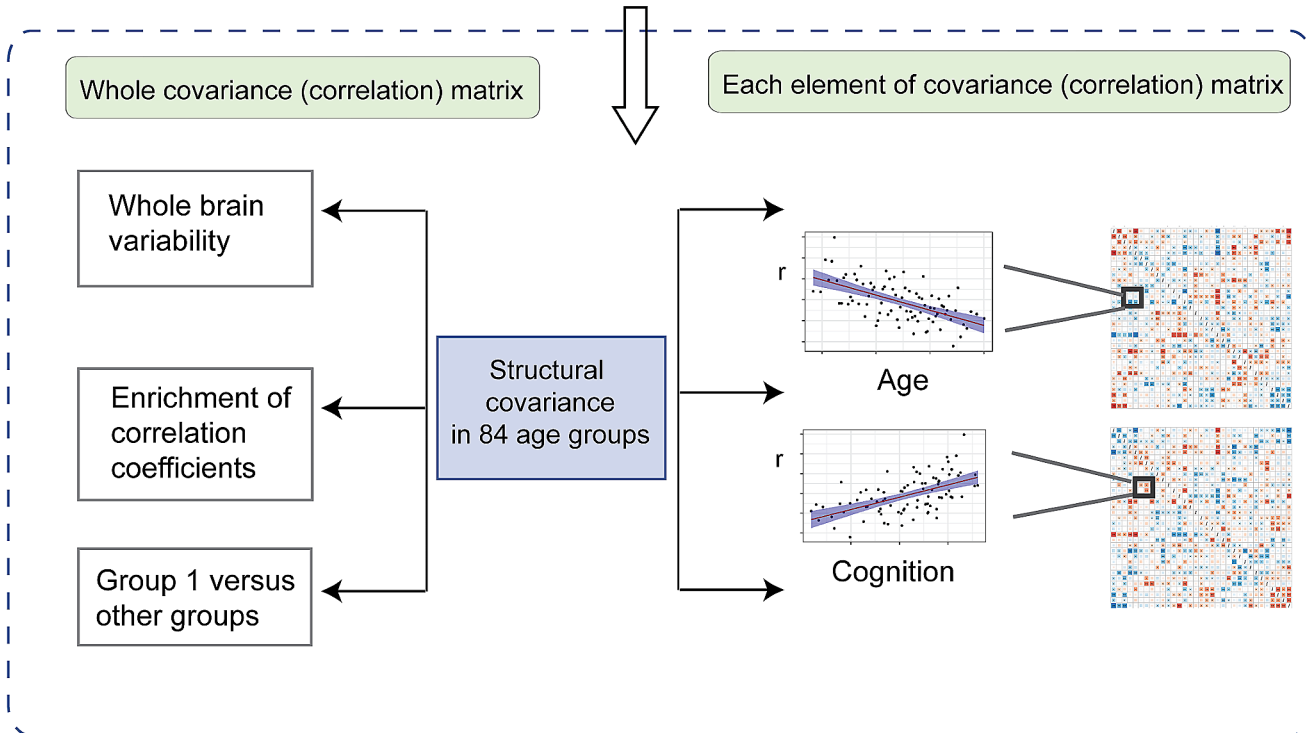 Whole covariance (correlation) matrix
Each element of covariance (correlation) matrix
Whole brain
variability
Enrichment of
correlation
coefficients
Group 1 versus
other groups
Structural
covariance
in 84 age groups
r
Age
r
Cognition